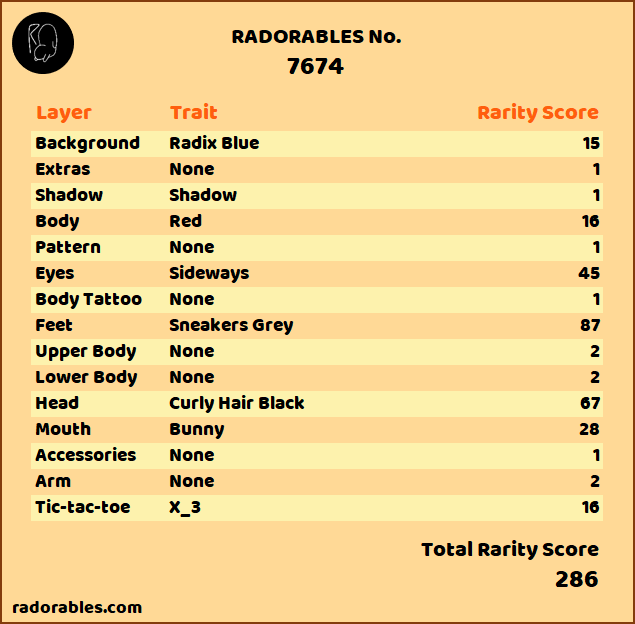 RADORABLES No.
7674
Layer Trait Rarity Score
Background Radix Blue 15
Extras None 1
Shadow Shadow 1
Body Red 16
Pattern None 1
Eyes Sideways 45
Body Tattoo None 1
Feet Sneakers Grey 87
Upper Body None 2
Lower Body None 2
Head Curly Hair Black 67
Mouth Bunny 28
Accessories None 1
Arm None 2
Tic-tac-toe X_3 16
Total Rarity Score
286
radorables.com